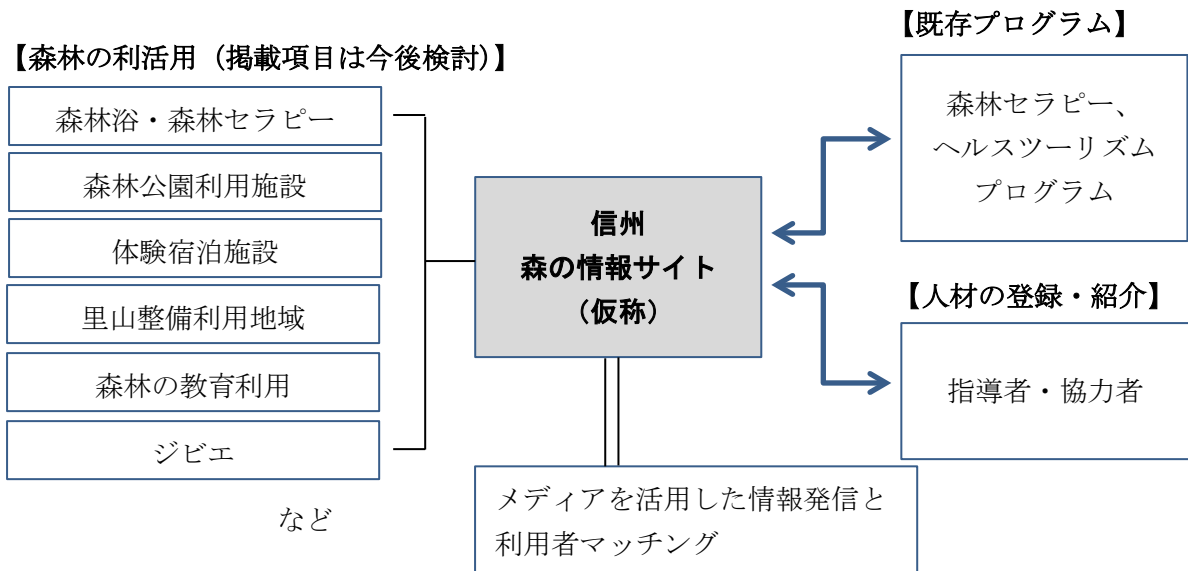 【森林の利活用（掲載項目は今後検討）】
森林浴・森林セラピー
森林公園利用施設
体験宿泊施設
里山整備利用地域
森林の教育利用
ジビエ
など
信州
森の情報サイト
（仮称）
メディアを活用した情報発信と
利用者マッチング
【既存プログラム】
森林セラピー、
ヘルスツーリズム
プログラム
【人材の登録・紹介】
指導者・協力者